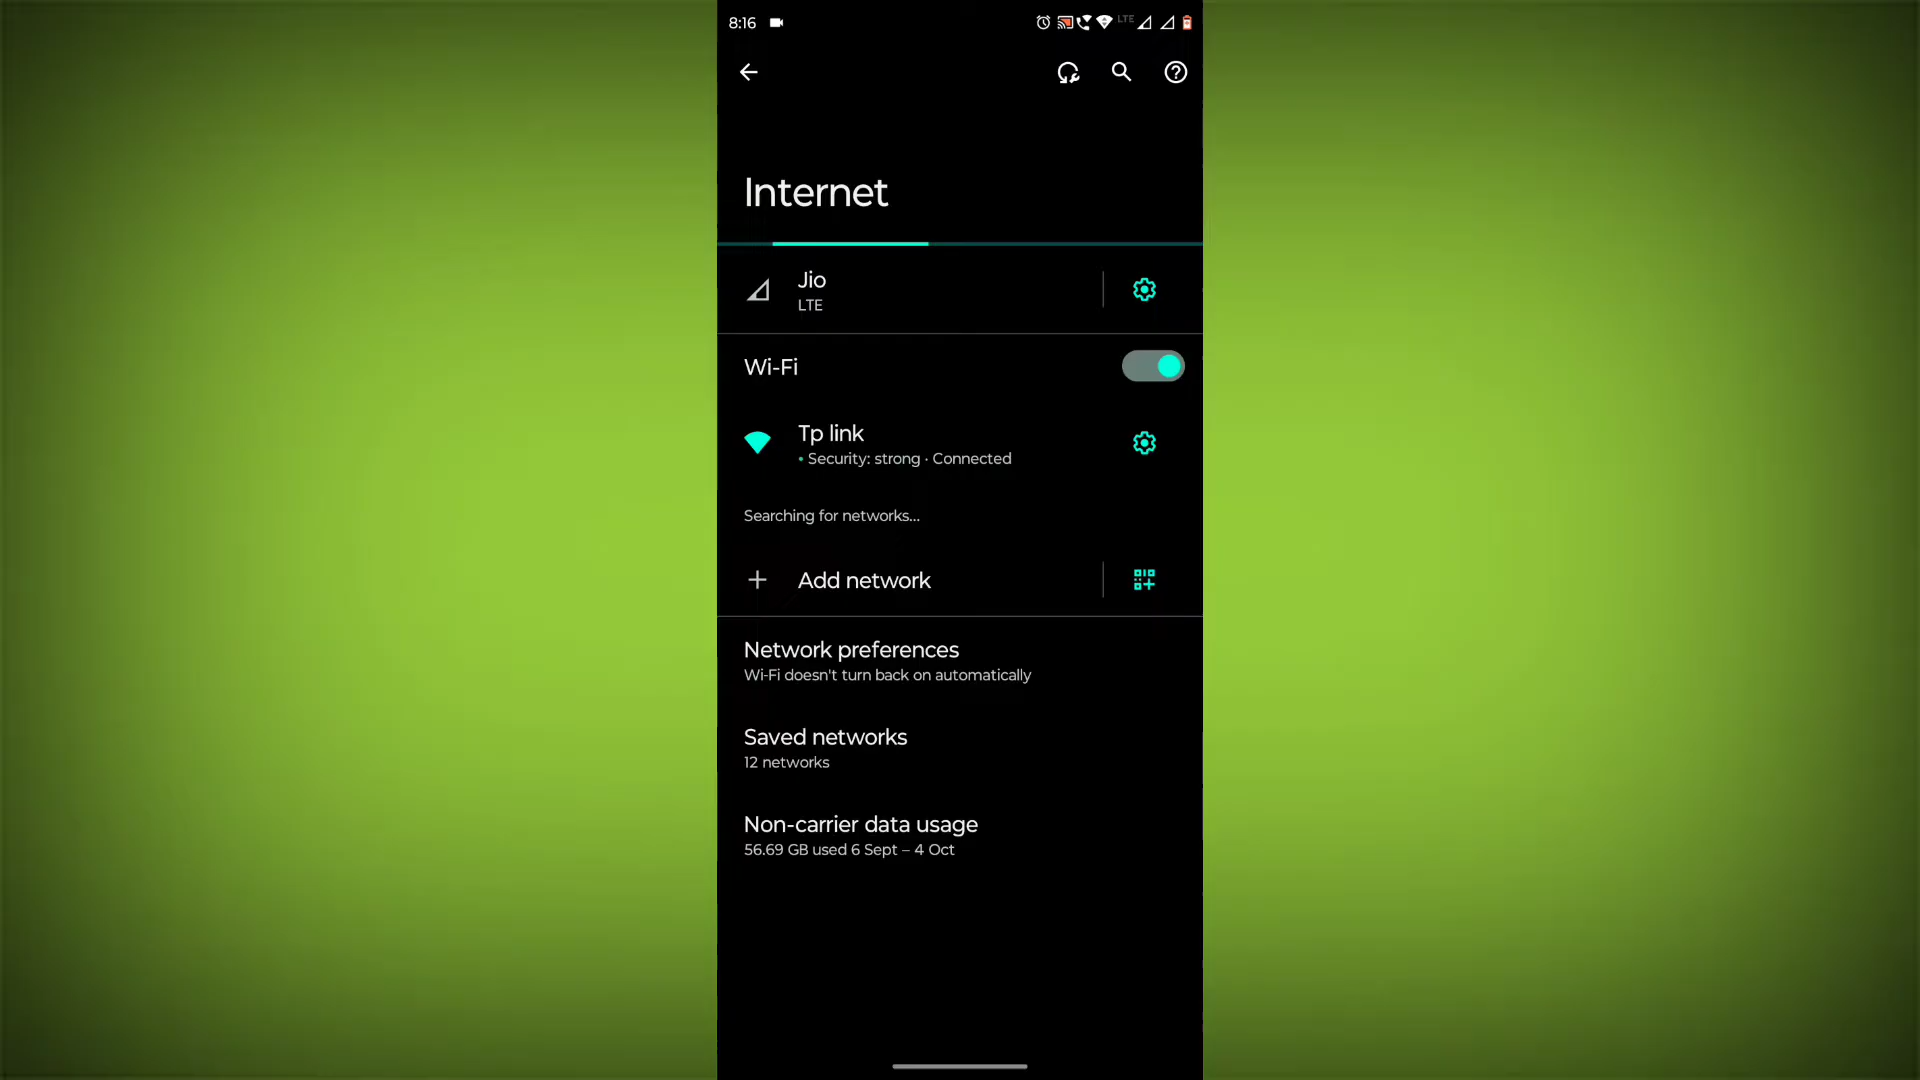 8:16
LTE
Internet
Jio
LTE
Wi-Fi
Tp link
• Security: strong · Connected
Searching for networks...
Add network
Network preferences
Wi-Fi doesn't turn back on automatically
Saved networks
12 networks
Non-carrier data usage
56.69 GB used 6 Sept – 4 Oct